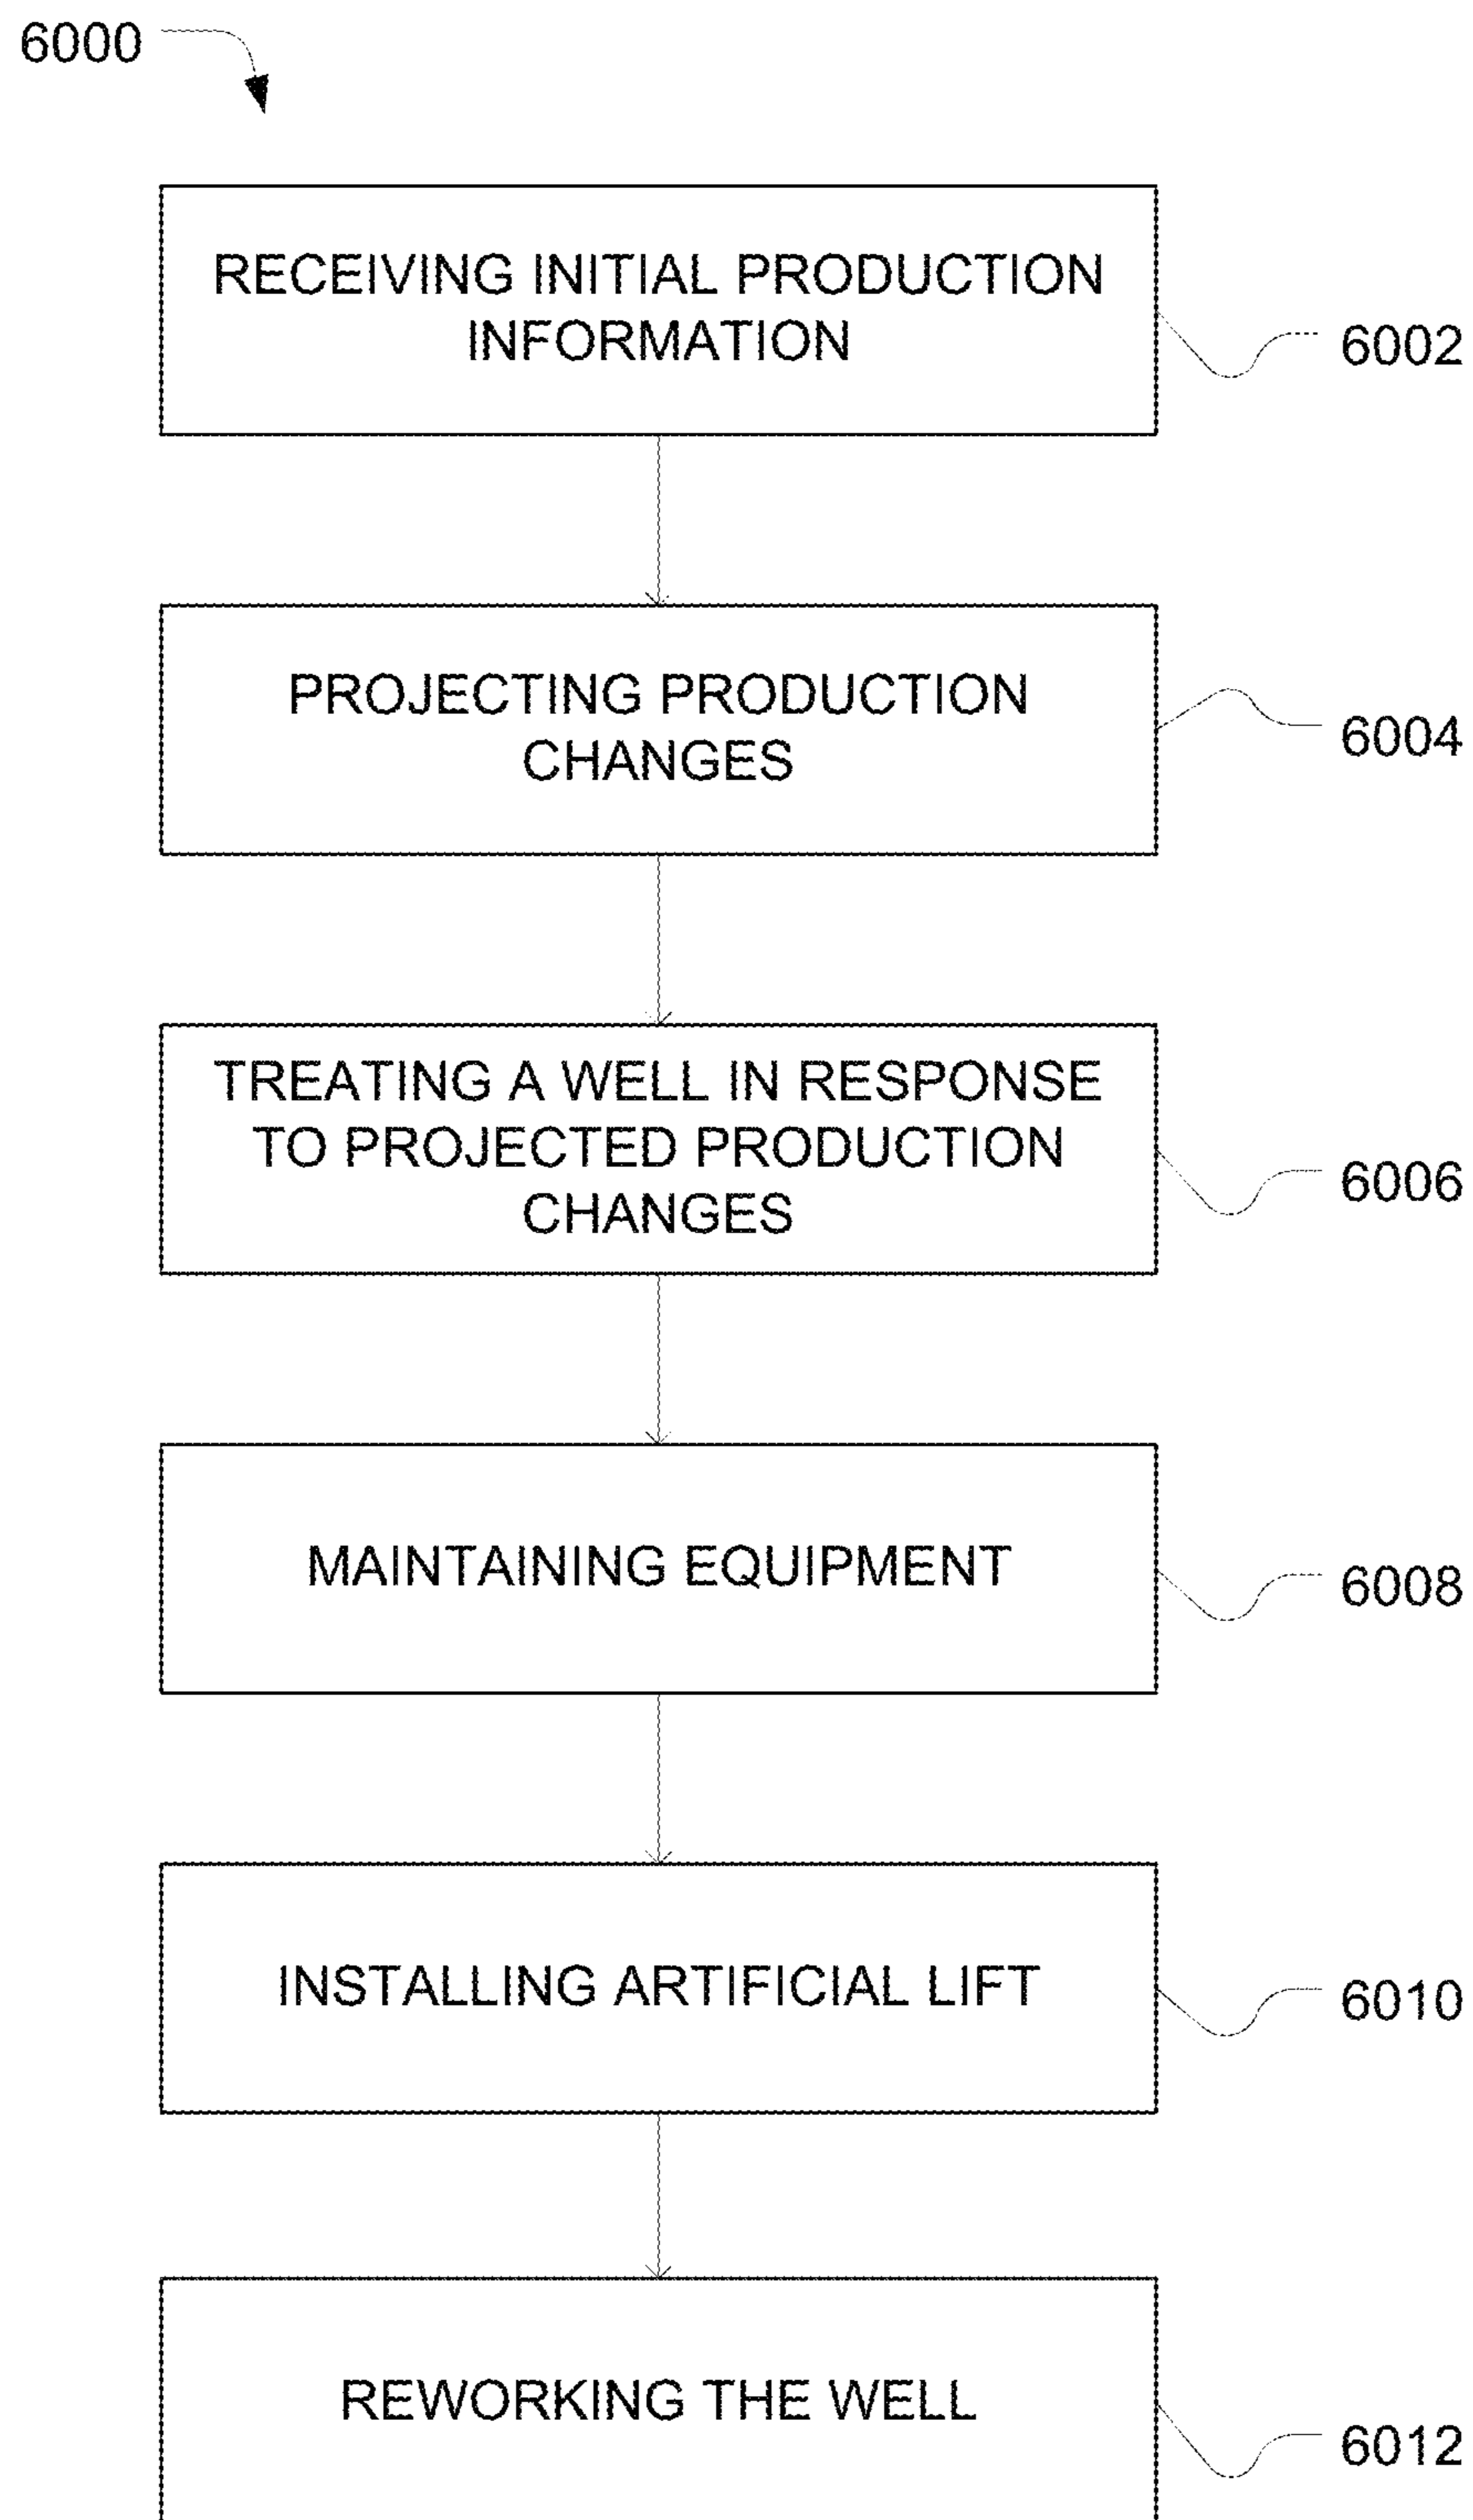 6000
RECEIVING INITIAL PRODUCTION
INFORMATION
6002
PROJECTING PRODUCTION
CHANGES
6004
TREATING A WELL IN RESPONSE
TO PROJECTED PRODUCTION
CHANGES
6006
MAINTAINING EQUIPMENT
6008
INSTALLING ARTIFICIAL LIFT
6010
REWORKING THE WELL
6012